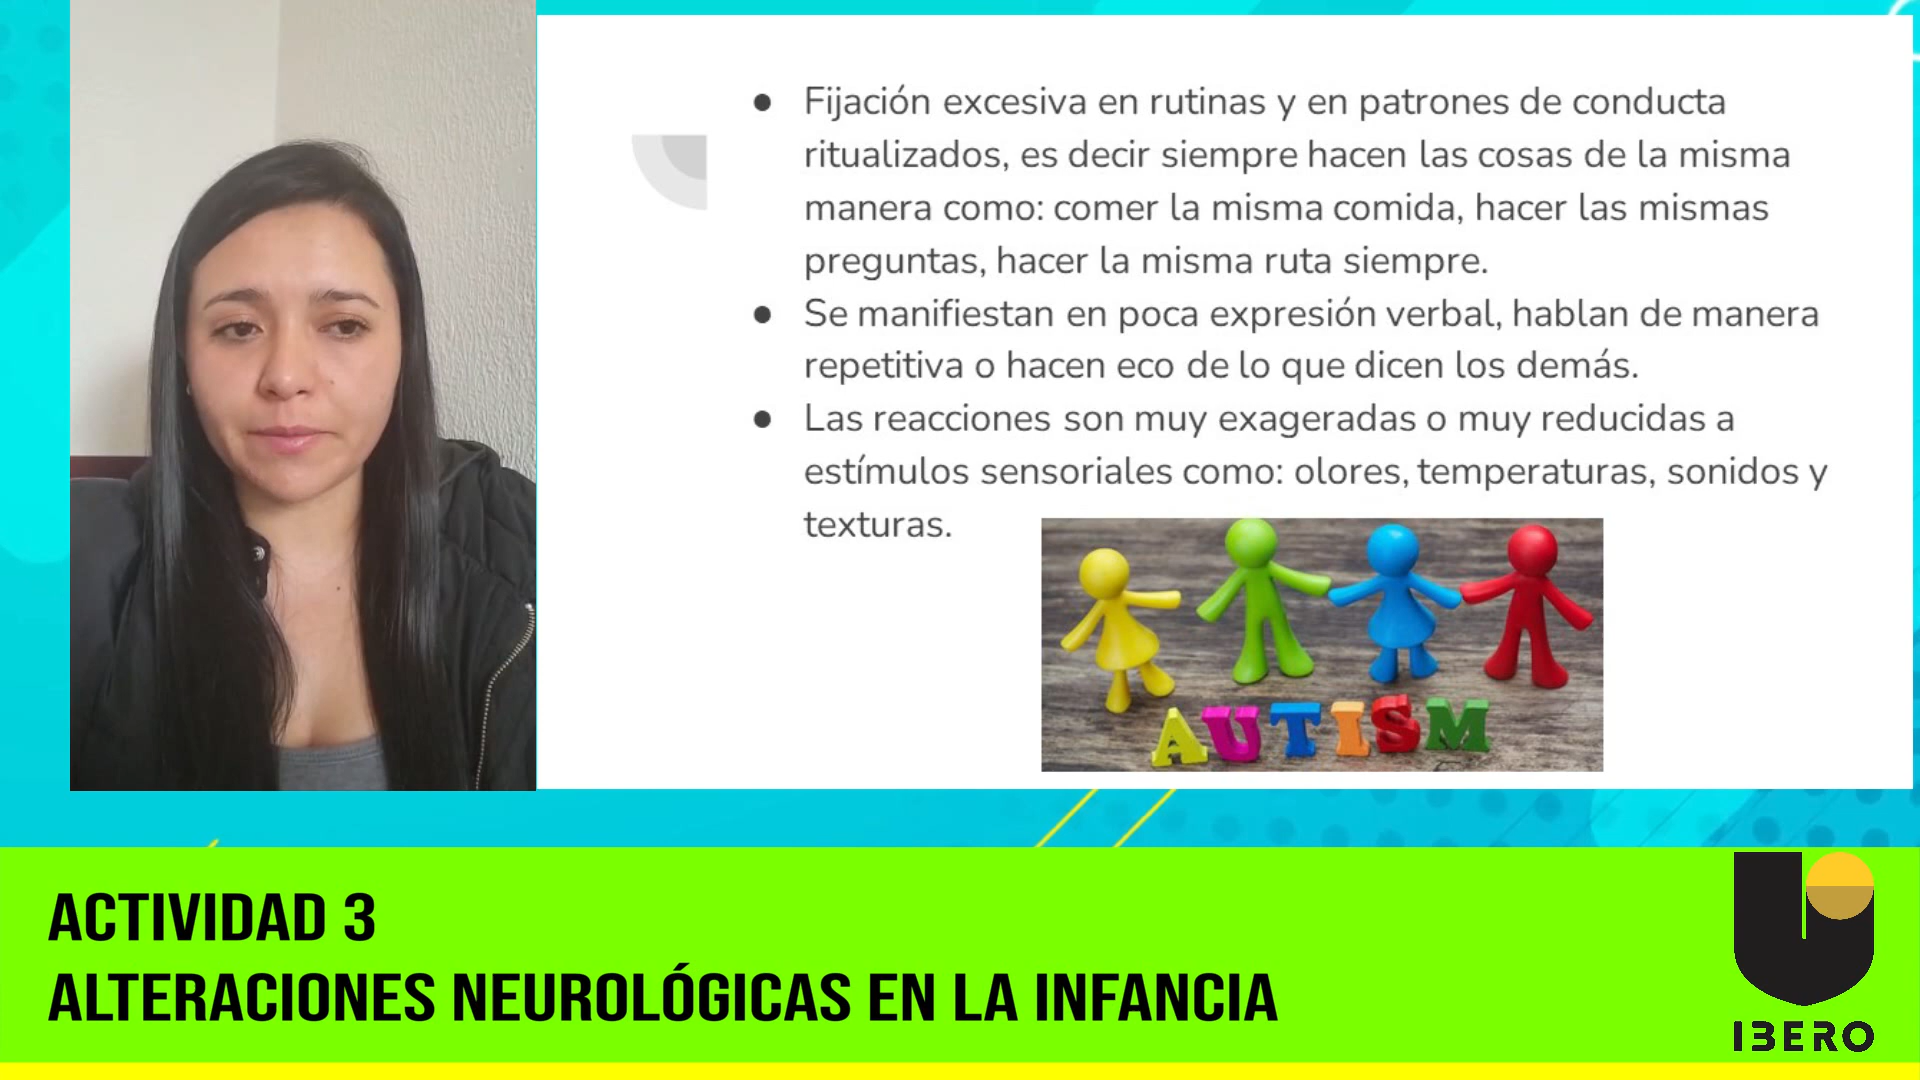 ● Fijación excesiva en rutinas y en patrones de conducta
ritualizados, es decir siempre hacen las cosas de la misma
manera como: comer la misma comida, hacer las mismas
preguntas, hacer la misma ruta siempre.
● Se manifiestan en poca expresión verbal, hablan de manera
repetitiva o hacen eco de lo que dicen los demás.
● Las reacciones son muy exageradas o muy reducidas a
estímulos sensoriales como: olores, temperaturas, sonidos y
texturas.
AUTISM
ACTIVIDAD 3
ALTERACIONES NEUROLÓGICAS EN LA INFANCIA
IBERO